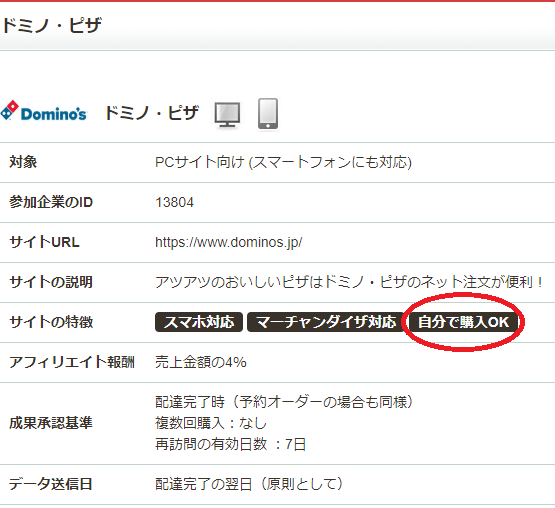 ドミノ・ピザ
Domino's ドミノ・ピザ
対象 PCサイト向け (スマートフォンにも対応)
参加企業のID 13804
サイトURL https://www.dominos.jp/
サイトの説明 アツアツのおいしいピザはドミノ・ピザのネット注文が便利！
サイトの特徴 スマホ対応 マーチャンダイザ対応 自分で購入OK
アフィリエイト報酬 売上金額の4%
成果承認基準 配達完了時（予約オーダーの場合も同様）
複数回購入：なし
再訪問の有効日数 ：7日
データ送信日 配達完了の翌日（原則として）